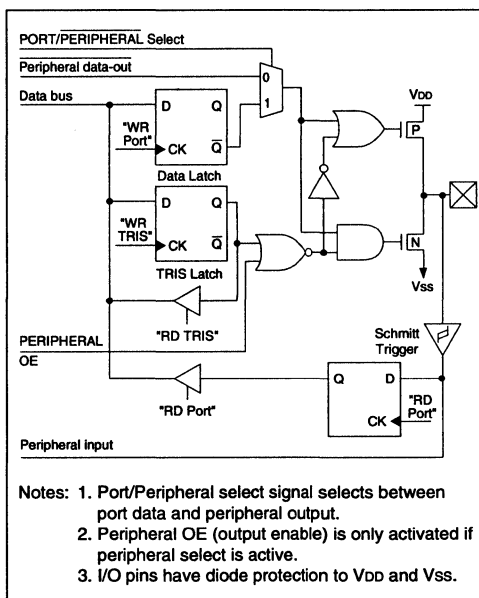 PORT/PERIPHERAL Select
Peripheral data-out
Data bus
0
1
VDD
P
D Q
"WR Port"
CK Q
Data Latch
D Q
"WR TRIS"
CK Q
TRIS Latch
N
VSS
"RD TRIS"
Schmitt Trigger
PERIPHERAL OE
Q D
"RD Port"
CK
"RD Port"
Peripheral input
Notes: 1. Port/Peripheral select signal selects between
port data and peripheral output.
2. Peripheral OE (output enable) is only activated if
peripheral select is active.
3. I/O pins have diode protection to VDD and VSS.